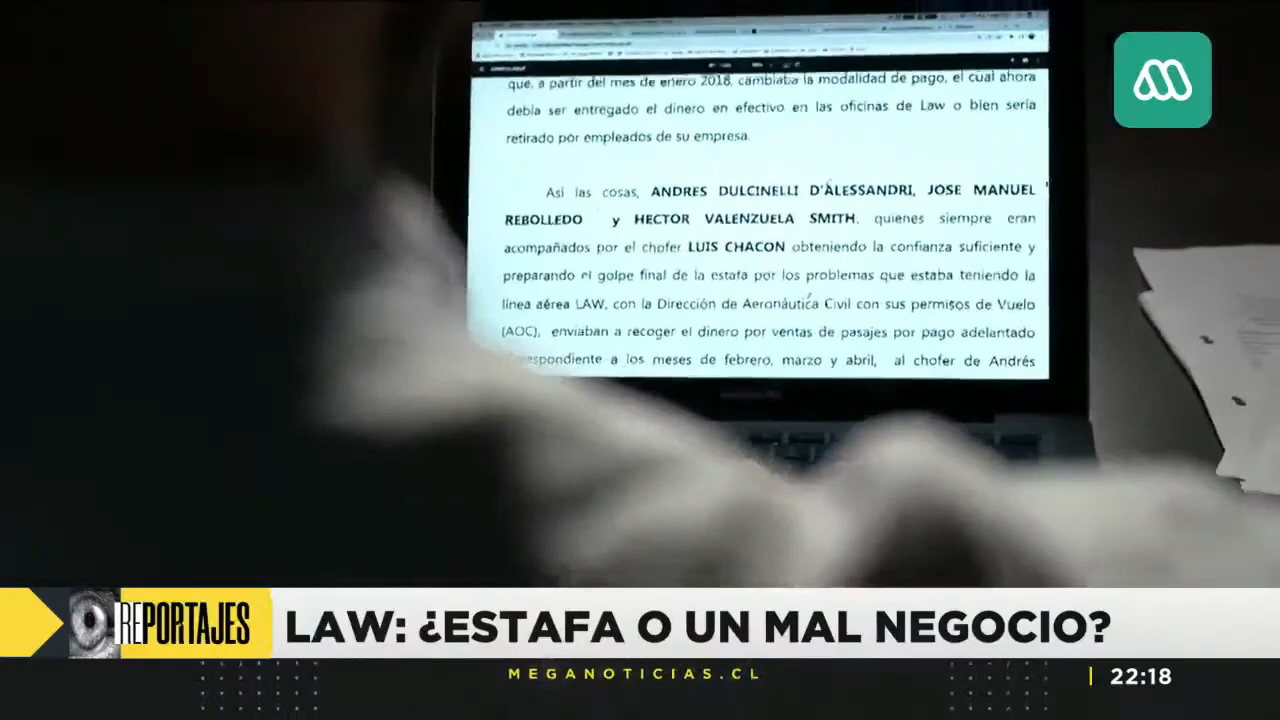 que, a partir del mes de enero 2018, cambiaba la modalidad de pago, el cual ahora
debía ser entregado el dinero en efectivo en las oficinas de Law o bien sería
retirado por empleados de su empresa.
Así las cosas, ANDRES DULCINELLI D'ALESSANDRI, JOSE MANUEL
REBOLLEDO y HECTOR VALENZUELA SMITH, quienes siempre eran
acompañados por el chofer LUIS CHACON obteniendo la confianza suficiente y
preparando el golpe final de la estafa por los problemas que estaba teniendo la
línea aérea LAW, con la Dirección de Aeronáutica Civil con sus permisos de Vuelo
(AOC), enviaban a recoger el dinero por ventas de pasajes por pago adelantado
a los meses de febrero, marzo y abril, al chofer de Andrés
REPORTAJES
LAW: ¿ESTAFA O UN MAL NEGOCIO?
MEGANOTICIAS.CL
22:18